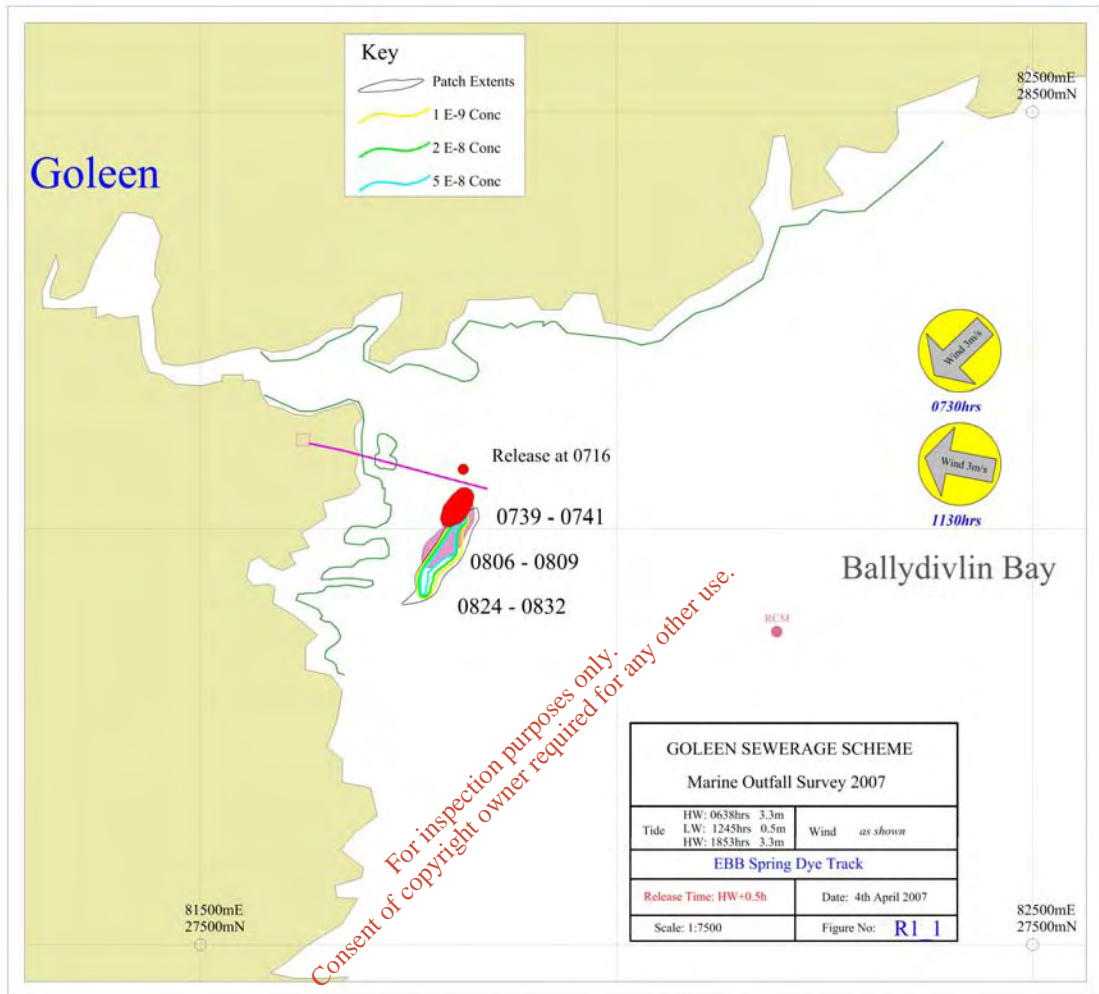 Key
Patch Extents
1 E-9 Conc
2 E-8 Conc
5 E-8 Conc
82500mE
28500mN
Goleen
Wind 3m/s
0730hrs
Wind 3m/s
1130hrs
Release at 0716
0739 - 0741
0806 - 0809
0824 - 0832
Ballydivlin Bay
RCM
For inspection purposes only.
Consent of copyright owner required for any other use.
GOLEEN SEWERAGE SCHEME
Marine Outfall Survey 2007
Tide HW: 0638hrs 3.3m
LW: 1245hrs 0.5m
HW: 1853hrs 3.3m
Wind as shown
EBB Spring Dye Track
Release Time: HW+0.5h Date: 4th April 2007
Scale: 1:7500 Figure No: R1_1
81500mE
27500mN
82500mE
27500mN